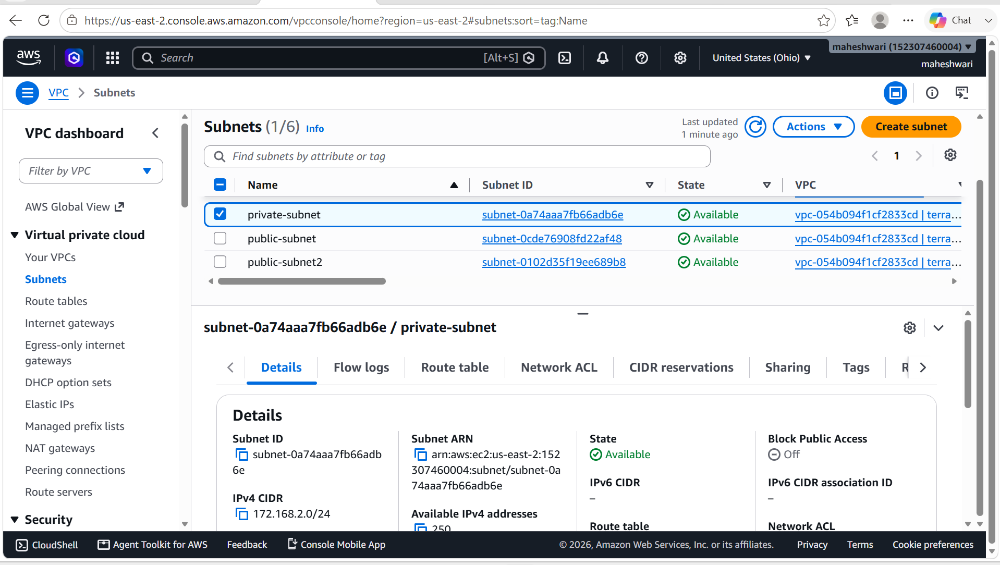 https://us-east-2.console.aws.amazon.com/vpcconsole/home?region=us-east-2#subnets:sort=tag:Name
Chat
aws
Search
[Alt+S]
United States (Ohio)
maheshwari (152307460004)
maheshwari
VPC
Subnets
VPC dashboard
Filter by VPC
AWS Global View
Virtual private cloud
Your VPCs
Subnets
Route tables
Internet gateways
Egress-only internet
gateways
DHCP option sets
Elastic IPs
Managed prefix lists
NAT gateways
Peering connections
Route servers
Security
Subnets (1/6) Info
Last updated
1 minute ago
Actions
Create subnet
Find subnets by attribute or tag
1
Name Subnet ID State VPC
private-subnet subnet-0a74aaa7fb66adb6e Available vpc-054b094f1cf2833cd | terra...
public-subnet subnet-0cde76908fd22af48 Available vpc-054b094f1cf2833cd | terra...
public-subnet2 subnet-0102d35f19ee689b8 Available vpc-054b094f1cf2833cd | terra...
subnet-0a74aaa7fb66adb6e / private-subnet
Details Flow logs Route table Network ACL CIDR reservations Sharing Tags R
Details
Subnet ID
subnet-0a74aaa7fb66adb
6e
IPv4 CIDR
172.168.2.0/24
Subnet ARN
arn:aws:ec2:us-east-2:152
307460004:subnet/subnet-0a
74aaa7fb66adb6e
Available IPv4 addresses
250
State
Available
IPv6 CIDR
–
Route table
Block Public Access
Off
IPv6 CIDR association ID
–
Network ACL
CloudShell
Agent Toolkit for AWS
Feedback
Console Mobile App
© 2026, Amazon Web Services, Inc. or its affiliates.
Privacy
Terms
Cookie preferences